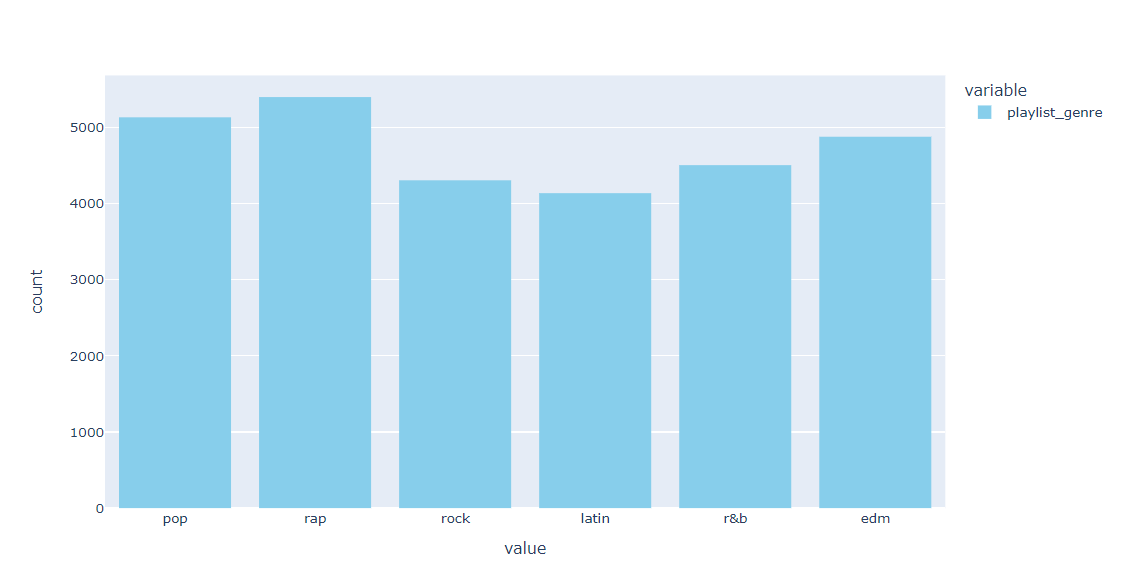 variable
playlist_genre
5000
4000
3000
2000
1000
0
count
pop
rap
rock
latin
r&b
edm
value